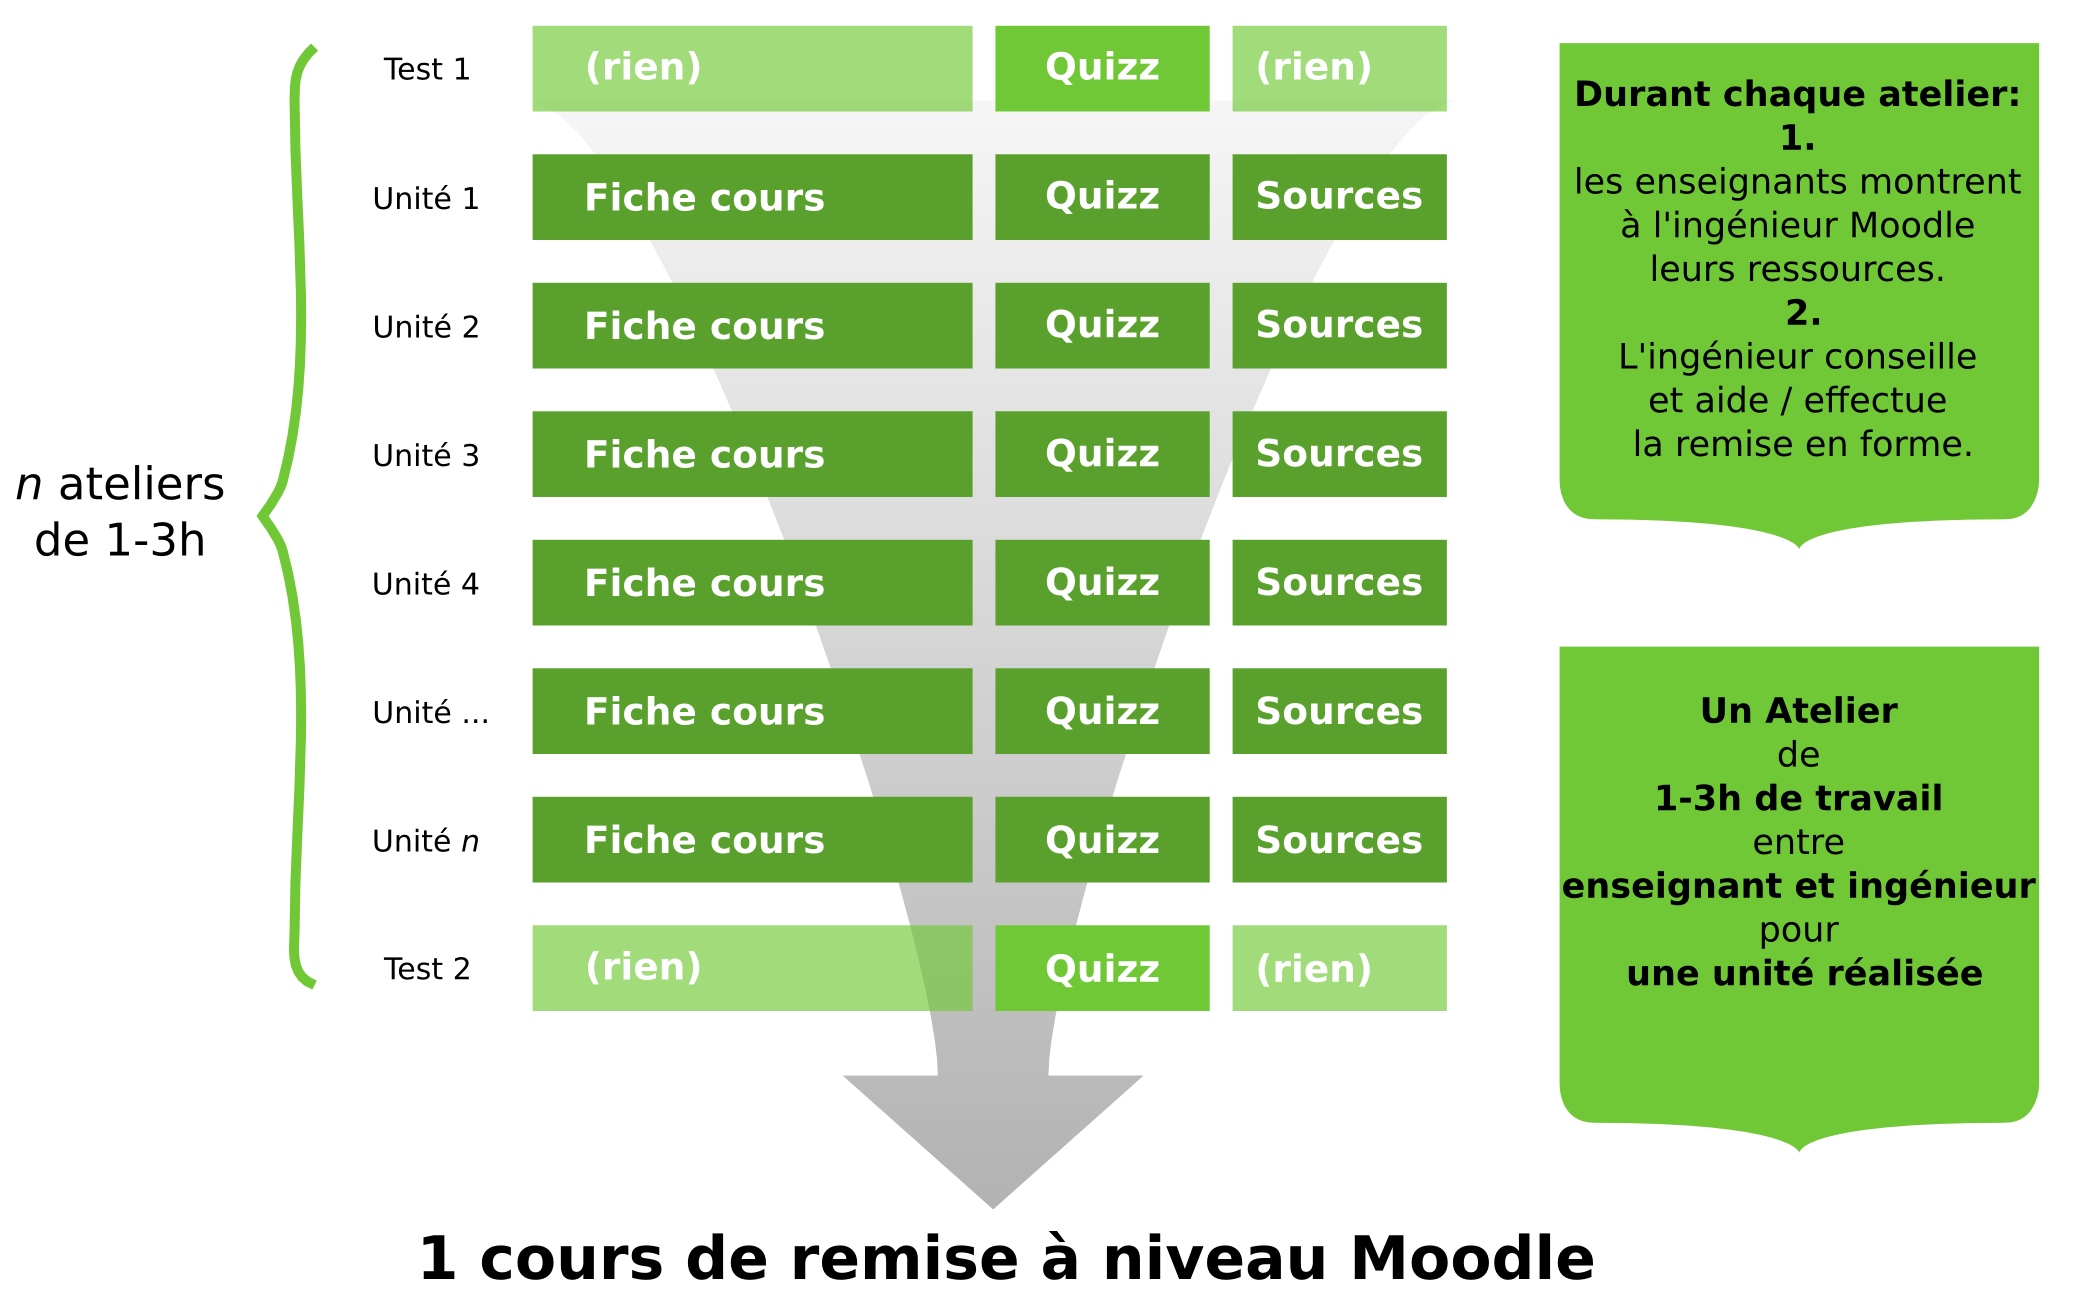 n ateliers
de 1-3h
Test 1 (rien) Quizz (rien)
Unité 1 Fiche cours Quizz Sources
Unité 2 Fiche cours Quizz Sources
Unité 3 Fiche cours Quizz Sources
Unité 4 Fiche cours Quizz Sources
Unité ... Fiche cours Quizz Sources
Unité n Fiche cours Quizz Sources
Test 2 (rien) Quizz (rien)
Durant chaque atelier:
1.
les enseignants montrent
à l'ingénieur Moodle
leurs ressources.
2.
L'ingénieur conseille
et aide / effectue
la remise en forme.
Un Atelier
de
1-3h de travail
entre
enseignant et ingénieur
pour
une unité réalisée
1 cours de remise à niveau Moodle